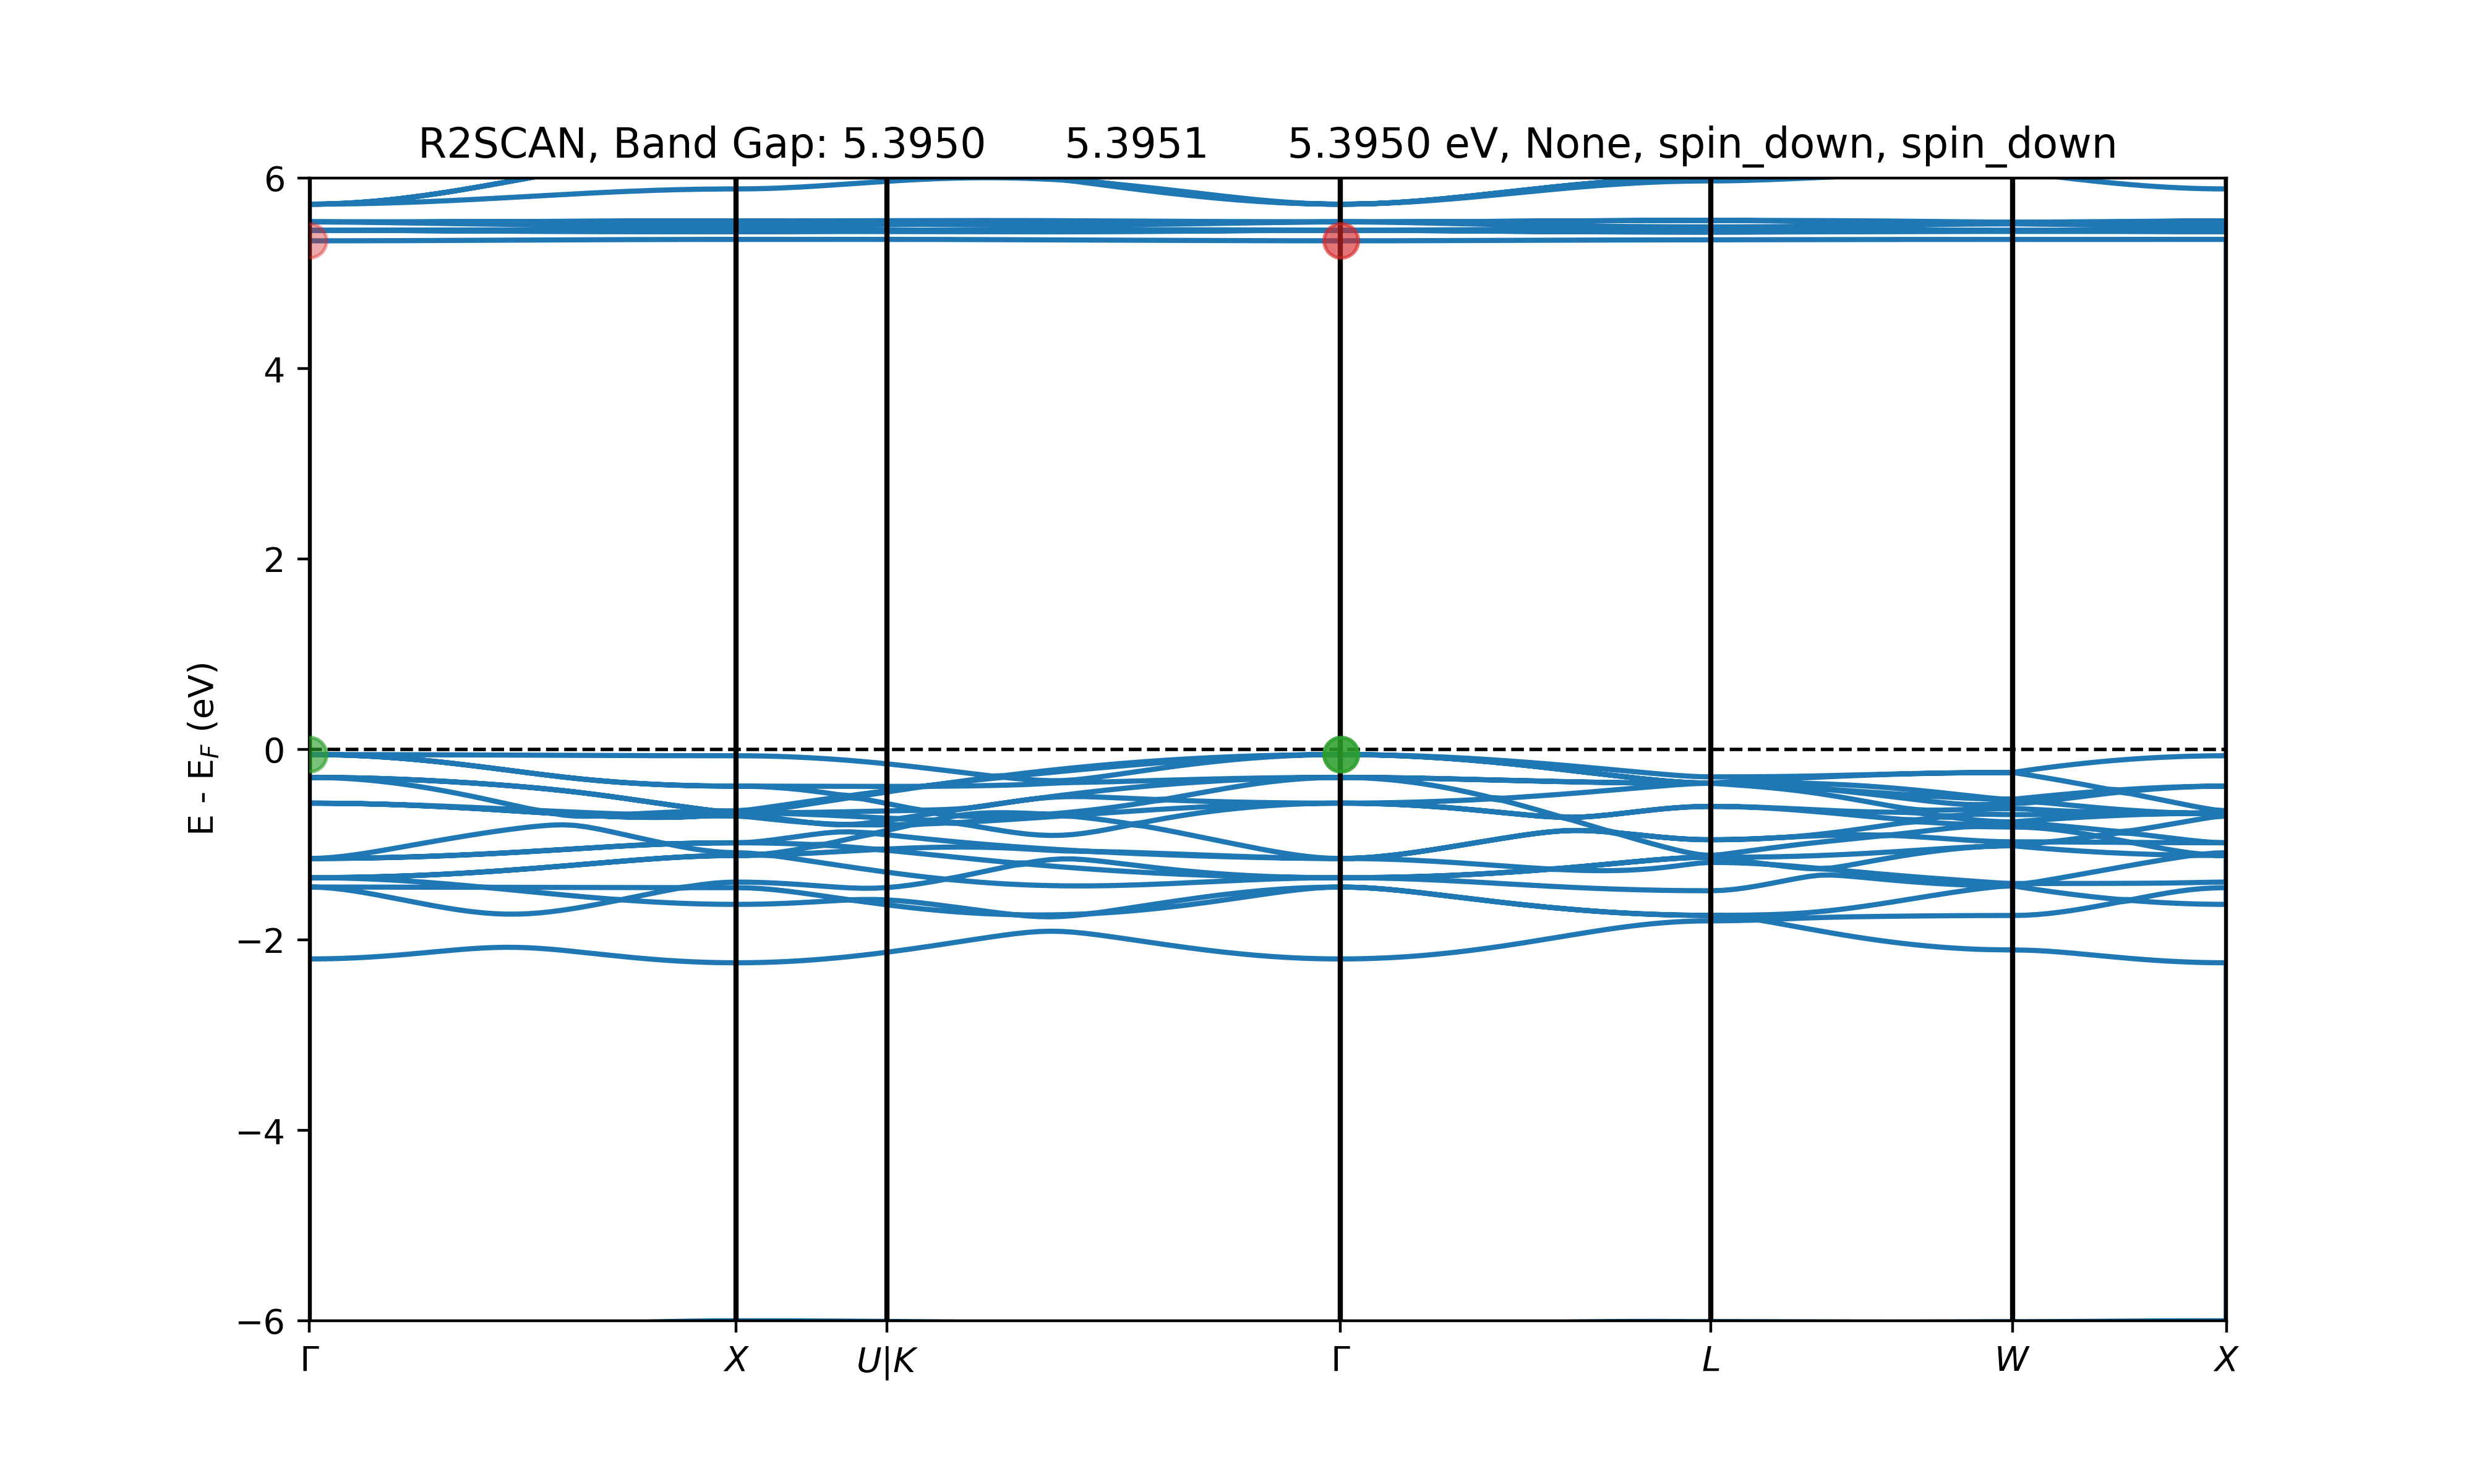 R2SCAN, Band Gap: 5.3950 5.3951 5.3950 eV, None, spin_down, spin_down
E - E_F (eV)
6
4
2
0
−2
−4
−6
Γ X U|K Γ L W X